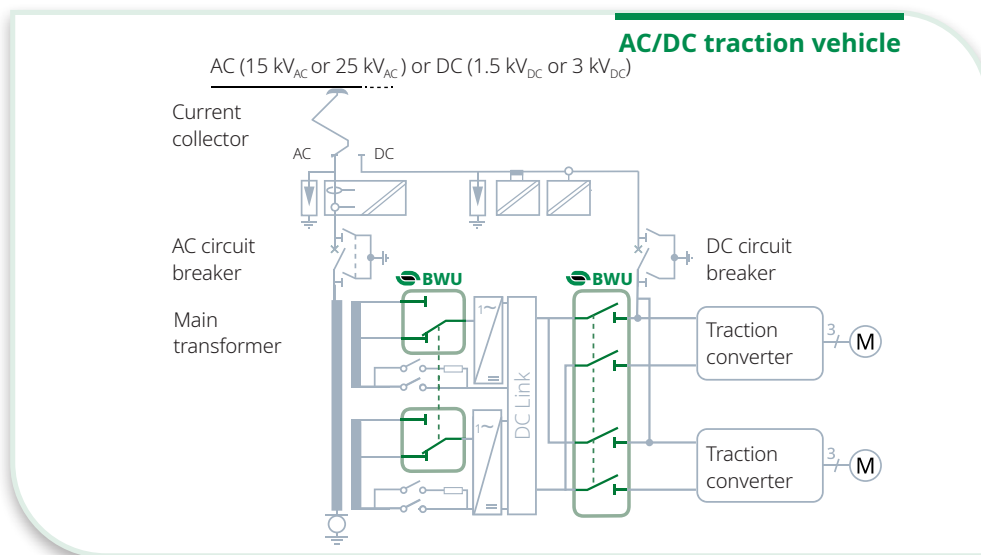 AC/DC traction vehicle
AC (15 kVAC or 25 kVAC) or DC (1.5 kVDC or 3 kVDC)
Current
collector
AC
DC
AC circuit
breaker
DC circuit
breaker
BWU
BWU
Main
transformer
1~
=
DC Link
Traction
converter
3
M
1~
=
Traction
converter
3
M